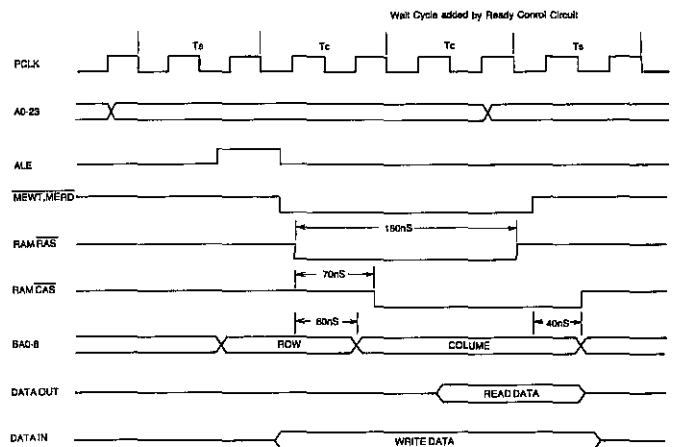 Wait Cycle added by Ready Conrol Circuit
Ts Tc Tc Ts
PCLK
A0-23
ALE
MEWT,MERD
RAM RAS
150nS
70nS
RAM CAS
60nS 40nS
BA0-8 ROW COLUME
DATA OUT READ DATA
DATA IN WRITE DATA